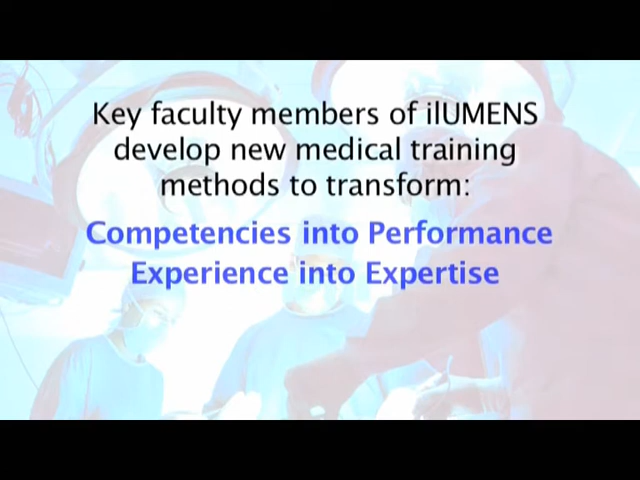 Key faculty members of ilUMENS
develop new medical training
methods to transform:
Competencies into Performance
Experience into Expertise